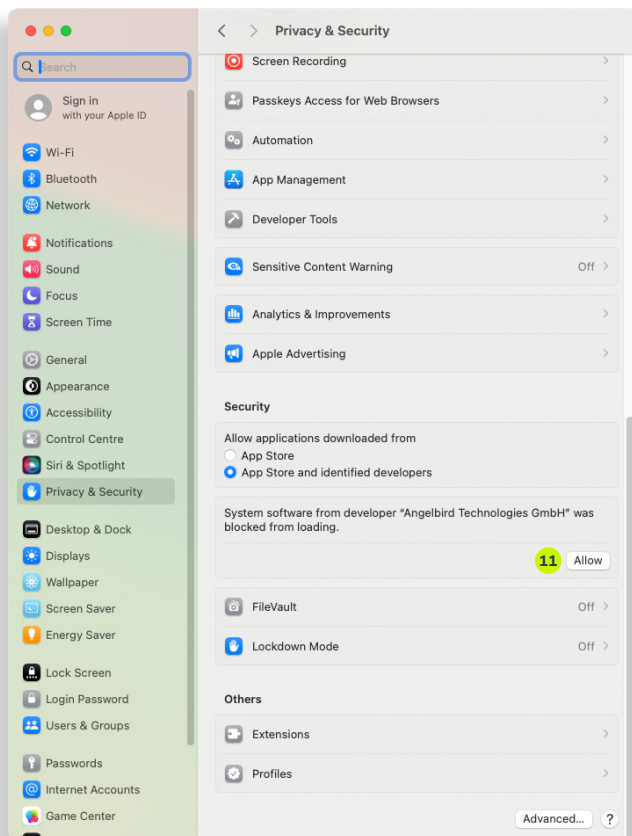 Privacy & Security
Search
Sign in
with your Apple ID
Wi-Fi
Bluetooth
Network
Notifications
Sound
Focus
Screen Time
General
Appearance
Accessibility
Control Centre
Siri & Spotlight
Privacy & Security
Desktop & Dock
Displays
Wallpaper
Screen Saver
Energy Saver
Lock Screen
Login Password
Users & Groups
Passwords
Internet Accounts
Game Center
Screen Recording
Passkeys Access for Web Browsers
Automation
App Management
Developer Tools
Sensitive Content Warning Off
Analytics & Improvements
Apple Advertising
Security
Allow applications downloaded from
App Store
App Store and identified developers
System software from developer “Angelbird Technologies GmbH” was
blocked from loading.
11 Allow
FileVault Off
Lockdown Mode Off
Others
Extensions
Profiles
Advanced... ?